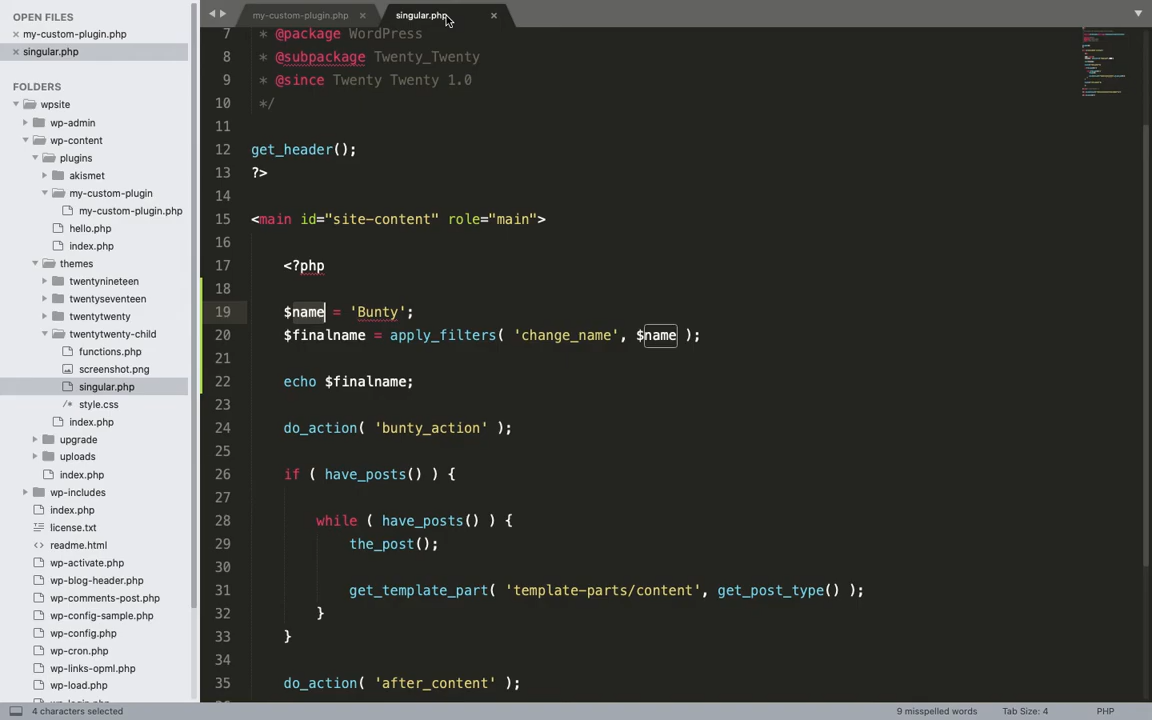 OPEN FILES
my-custom-plugin.php
singular.php
FOLDERS
wpsite
wp-admin
wp-content
plugins
akismet
my-custom-plugin
my-custom-plugin.php
hello.php
index.php
themes
twentynineteen
twentyseventeen
twentytwenty
twentytwenty-child
functions.php
screenshot.png
singular.php
style.css
index.php
upgrade
uploads
index.php
wp-includes
index.php
license.txt
readme.html
wp-activate.php
wp-blog-header.php
wp-comments-post.php
wp-config-sample.php
wp-config.php
wp-cron.php
wp-links-opml.php
wp-load.php
my-custom-plugin.php
singular.php
7 * @package WordPress
8 * @subpackage Twenty_Twenty
9 * @since Twenty Twenty 1.0
10 */
11
12 get_header();
13 ?>
14
15 <main id="site-content" role="main">
16
17 <?php
18
19 $name = 'Bunty';
20 $finalname = apply_filters( 'change_name', $name );
21
22 echo $finalname;
23
24 do_action( 'bunty_action' );
25
26 if ( have_posts() ) {
27
28 while ( have_posts() ) {
29 the_post();
30
31 get_template_part( 'template-parts/content', get_post_type() );
32 }
33 }
34
35 do_action( 'after_content' );
4 characters selected
9 misspelled words
Tab Size: 4
PHP